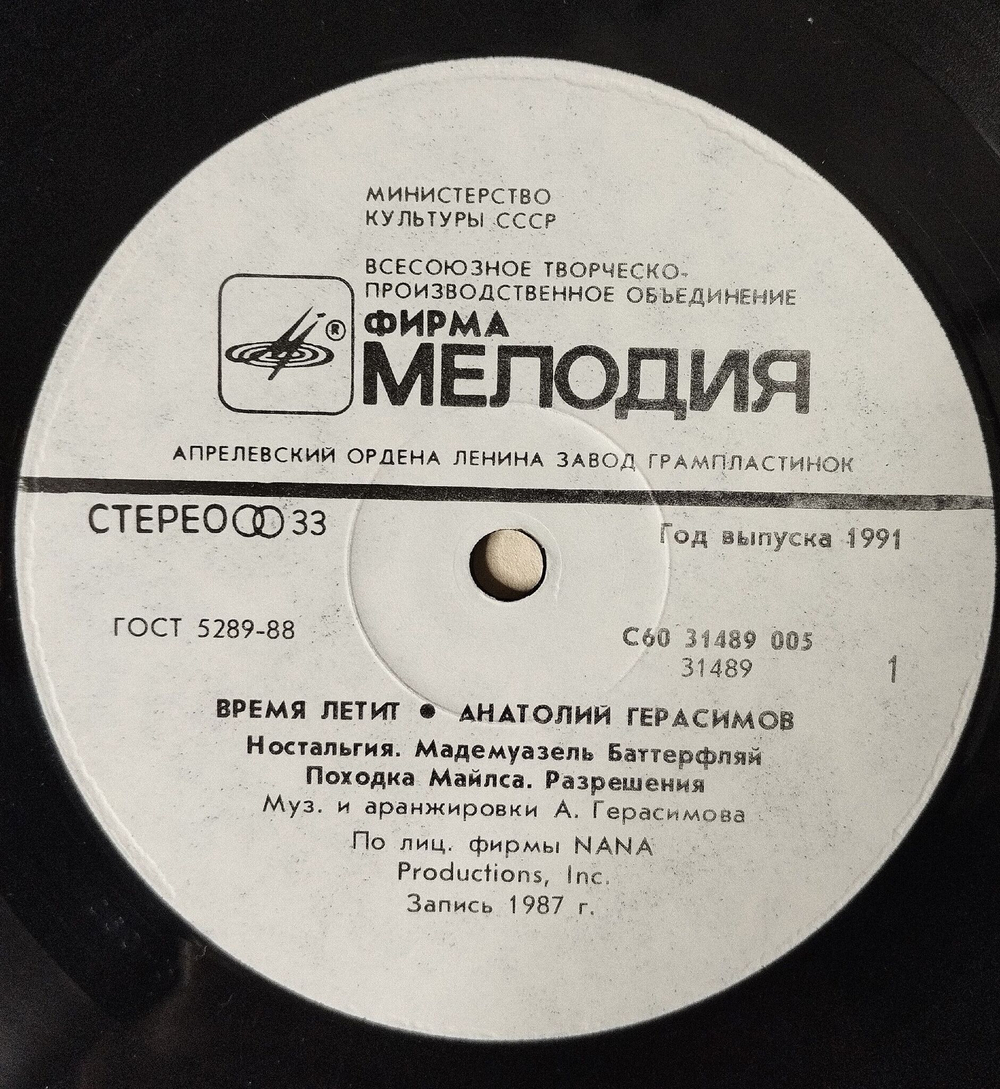 МИНИСТЕРСТВО
КУЛЬТУРЫ СССР
ВСЕСОЮЗНОЕ ТВОРЧЕСКО-
ПРОИЗВОДСТВЕННОЕ ОБЪЕДИНЕНИЕ
®
ФИРМА
МЕЛОДИЯ
АПРЕЛЕВСКИЙ ОРДЕНА ЛЕНИНА ЗАВОД ГРАМПЛАСТИНОК
СТЕРЕО 33
Год выпуска 1991
ГОСТ 5289-88
С60 31489 005
31489
1
ВРЕМЯ ЛЕТИТ ● АНАТОЛИЙ ГЕРАСИМОВ
Ностальгия. Мадемуазель Баттерфляй
Походка Майлса. Разрешения
Муз. и аранжировки А. Герасимова
По лиц. фирмы NANA
Productions, Inc.
Запись 1987 г.